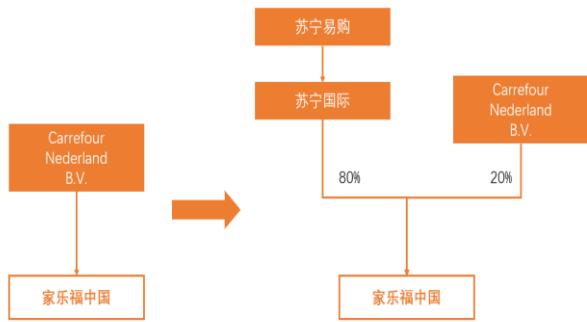 Carrefour
Nederland
B.V.
家乐福中国
苏宁易购
苏宁国际
Carrefour
Nederland
B.V.
80%
20%
家乐福中国